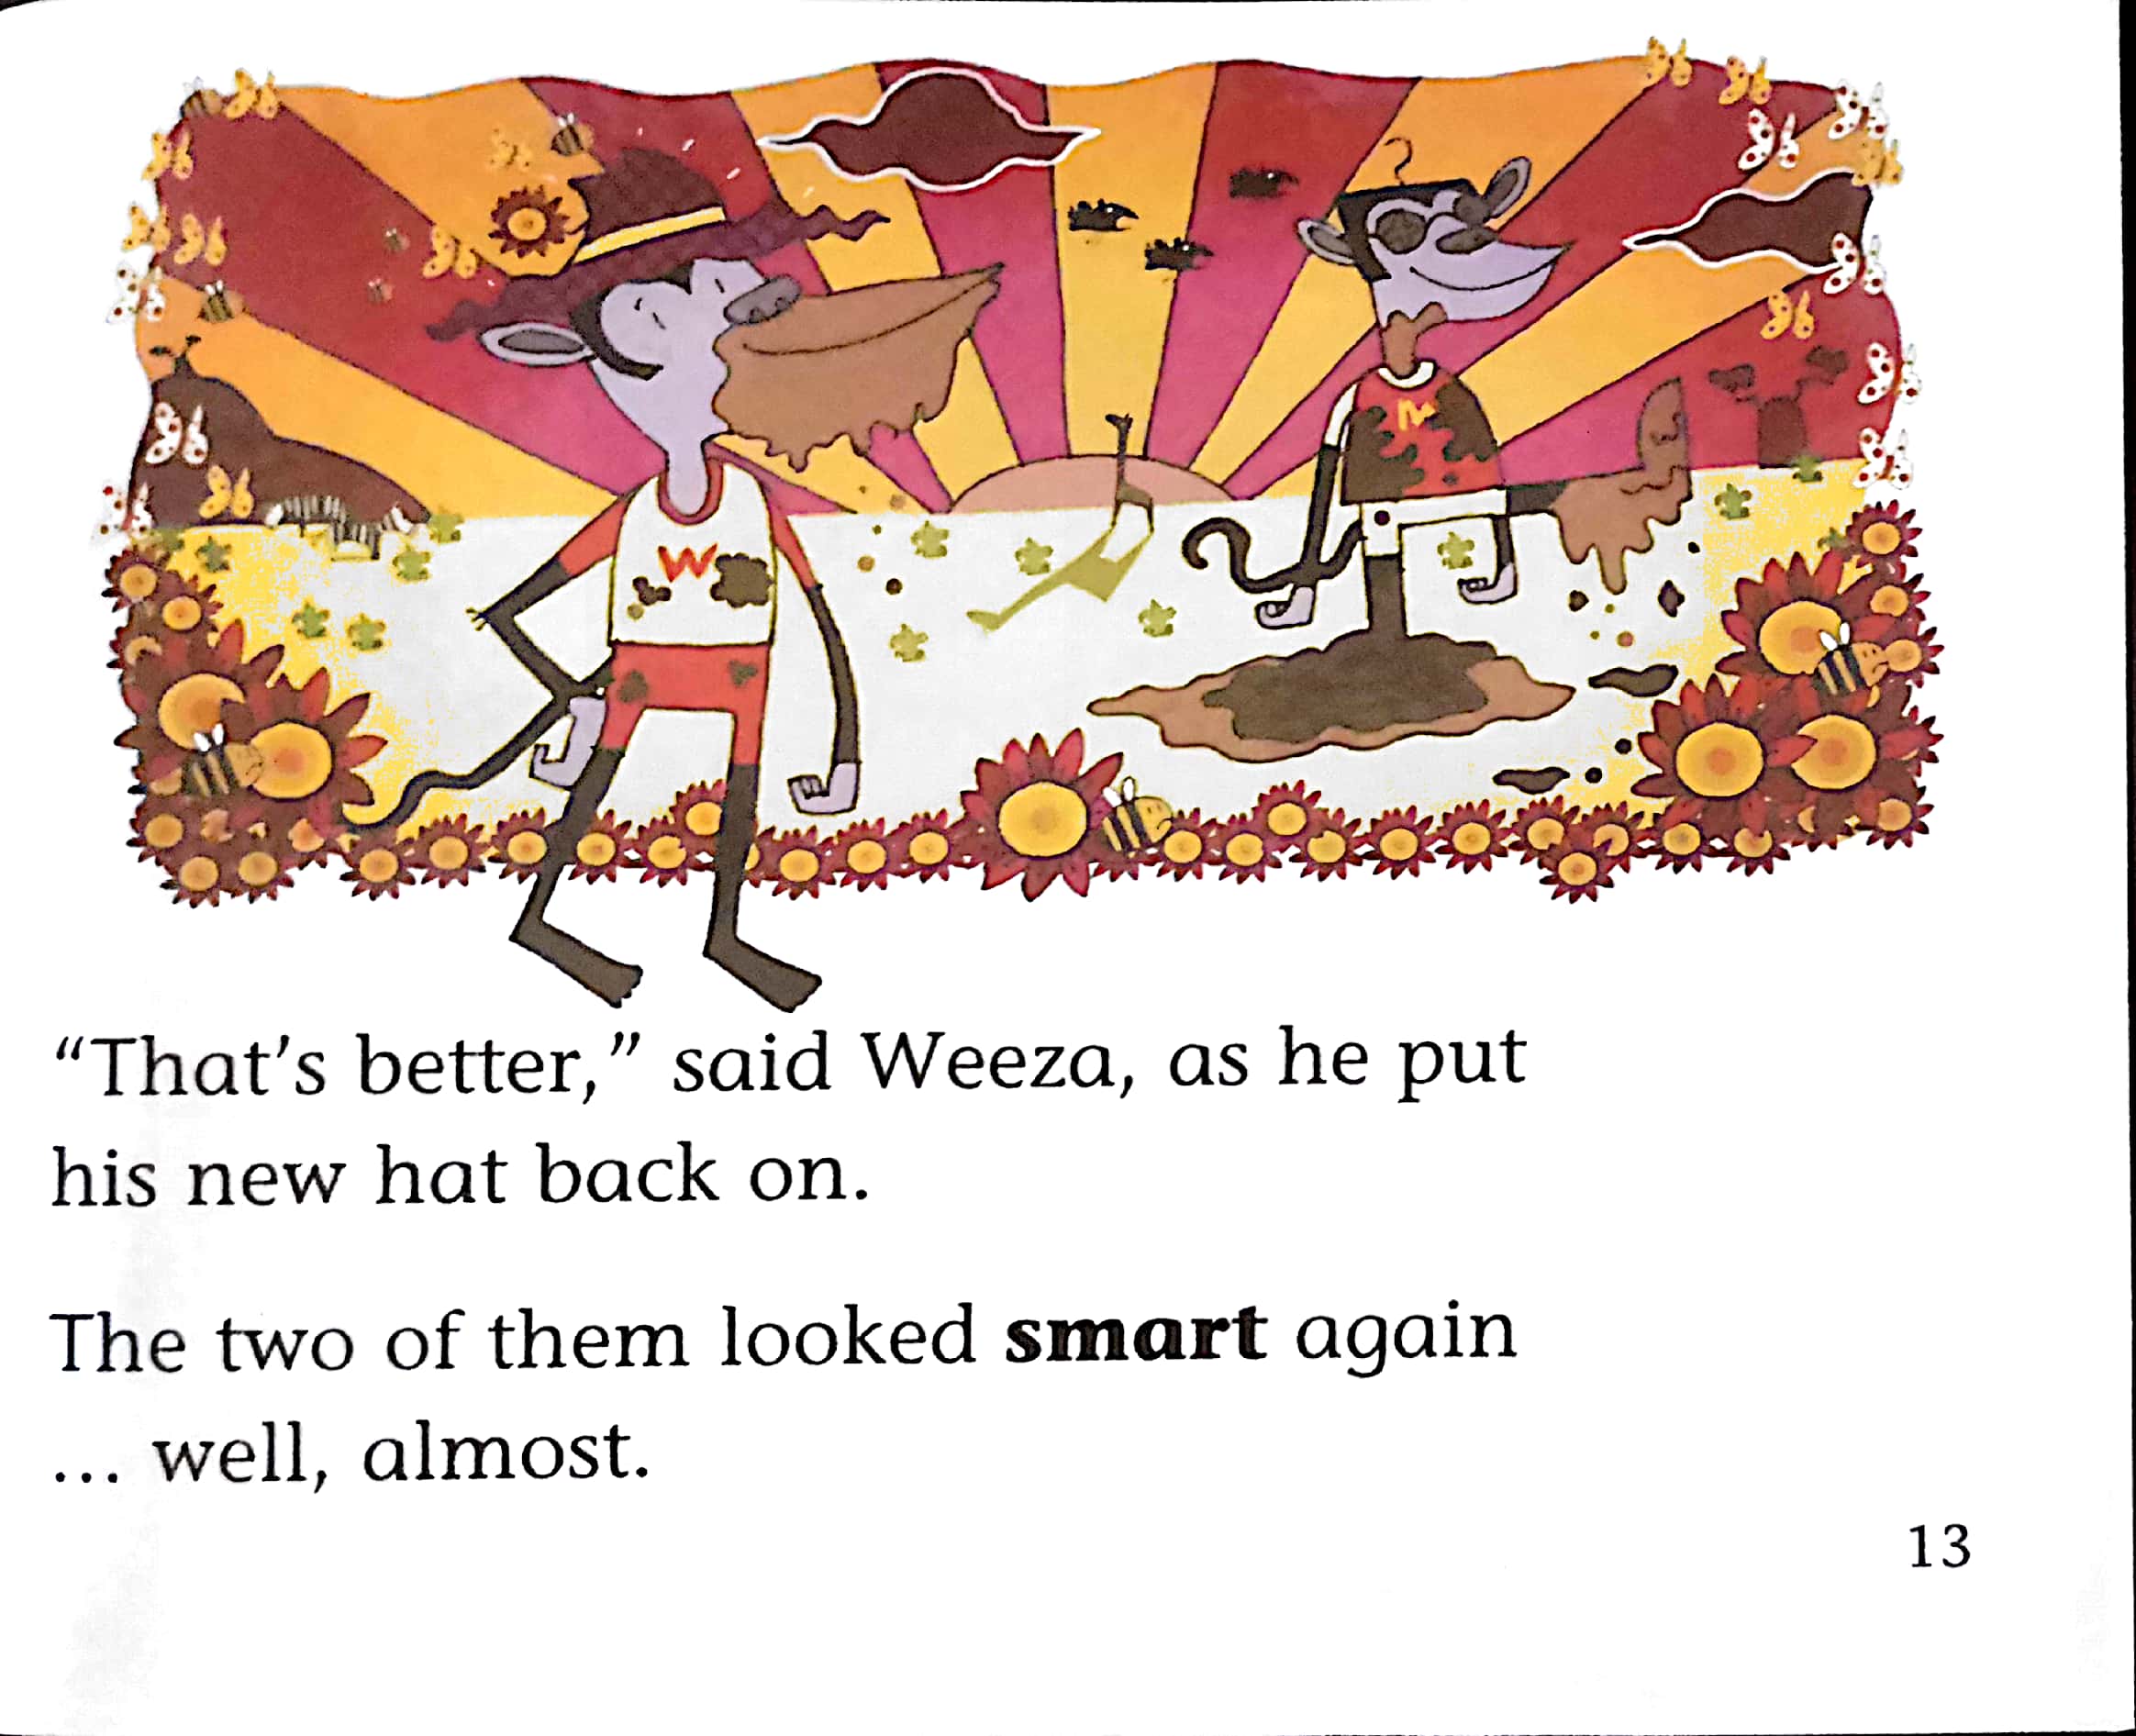 W
M
“That’s better,” said Weeza, as he put
his new hat back on.
The two of them looked smart again
... well, almost.
13